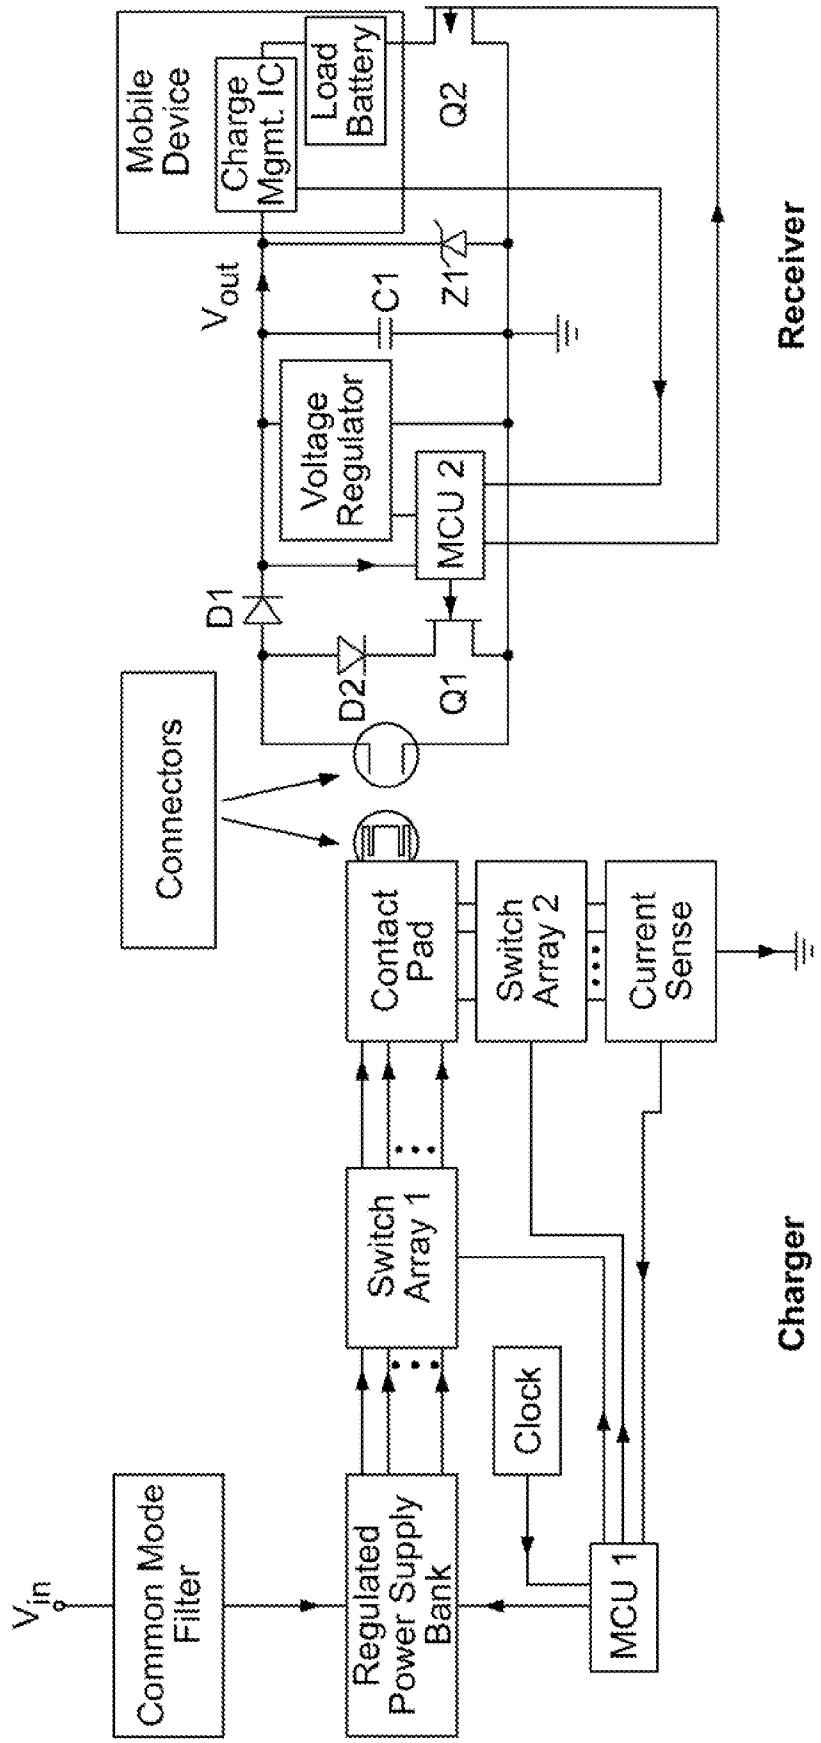 V_in
Common Mode
Filter
Regulated
Power Supply
Bank
MCU 1
Clock
Switch
Array 1
Contact
Pad
Switch
Array 2
Current
Sense
Connectors
Charger
D1
D2
Q1
MCU 2
Voltage
Regulator
V_out
C1
Z1
Mobile
Device
Charge
Mgmt. IC
Load
Battery
Q2
Receiver